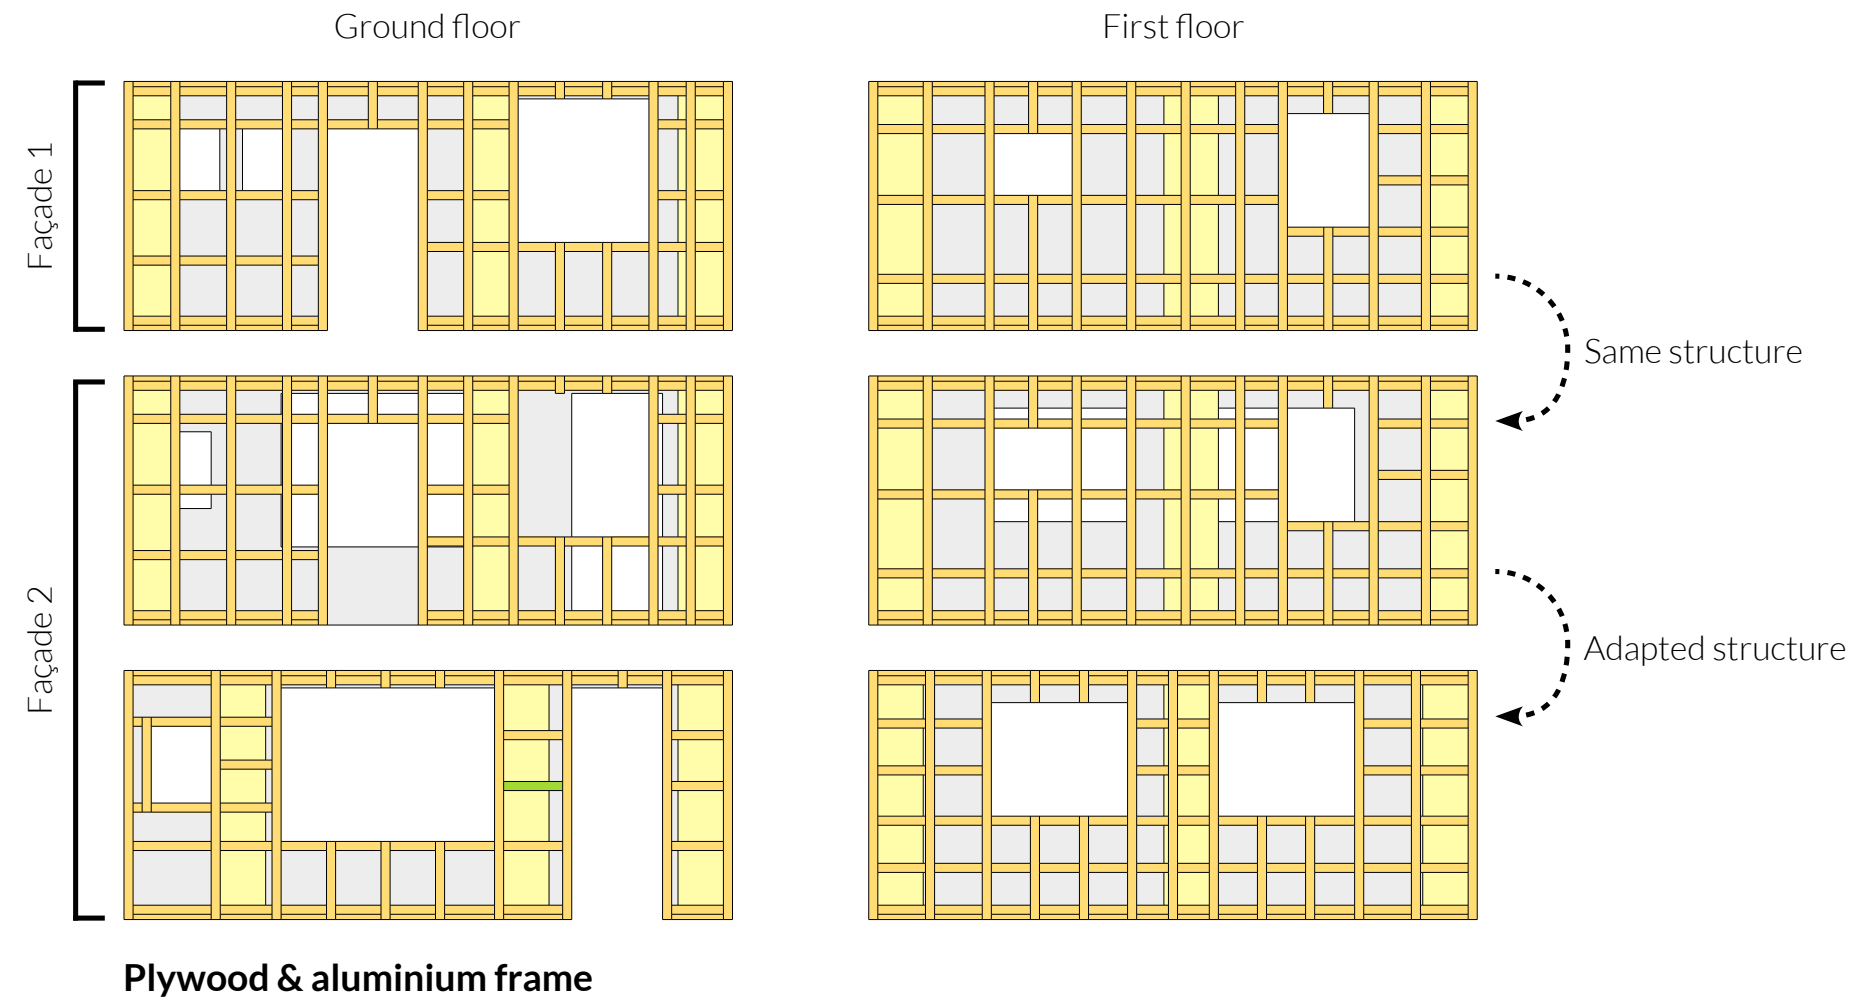 Ground floor
First floor
Façade 1
Same structure
Façade 2
Adapted structure
Plywood & aluminium frame